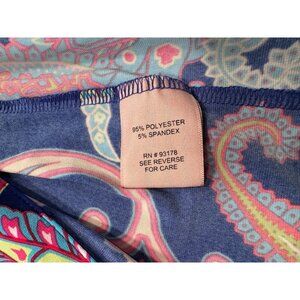 95% POLYESTER
5% SPANDEX
RN # 93178
SEE REVERSE
FOR CARE